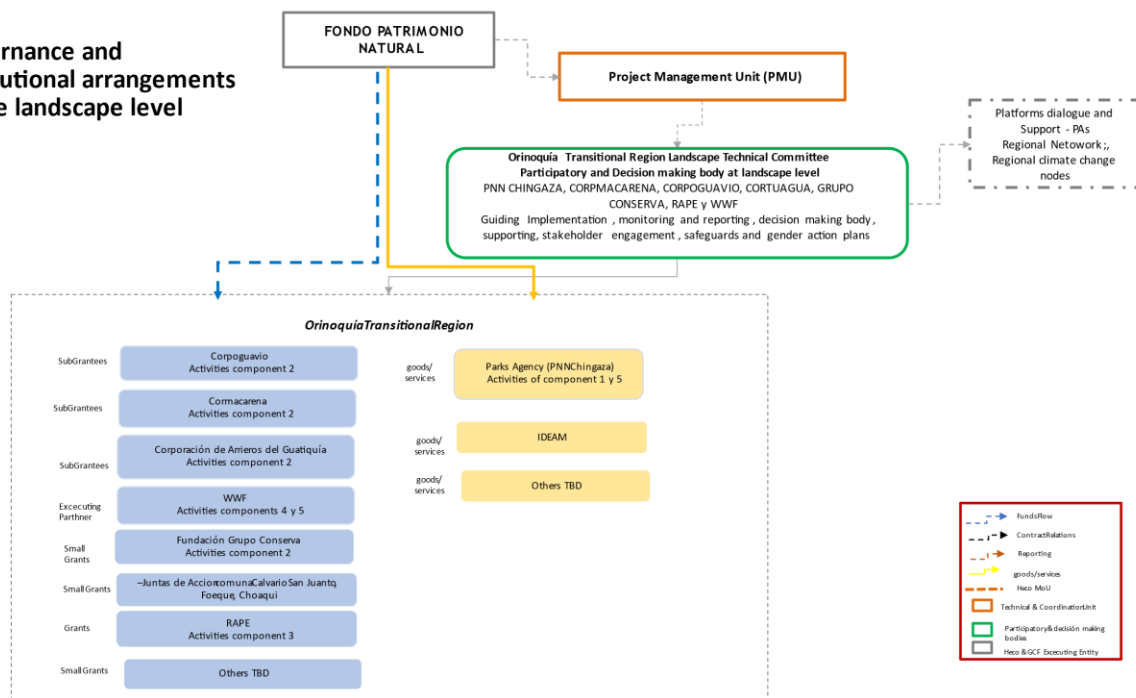 FONDO PATRIMONIO
NATURAL
rnance and
utional arrangements
e landscape level
Project Management Unit (PMU)
Platforms dialogue and
Support - PAs
Regional Netowork;,
Regional climate change
nodes
Orinoquía Transitional Region Landscape Technical Committee
Participatory and Decision making body at landscape level
PNN CHINGAZA, CORPMACARENA, CORPOGUAVIO, CORTUAGUA, GRUPO
CONSERVA, RAPE y WWF
Guiding Implementation , monitoring and reporting , decision making body ,
supporting, stakeholder engagement , safeguards and gender action plans
OrinoquíaTransitionalRegion
SubGrantees
Corpoguavio
Activities component 2
SubGrantees
Cormacarena
Activities component 2
SubGrantees
Corporación de Arrieros del Guatiquía
Activities component 2
Excecuting
Parthner
WWF
Activities components 4 y 5
Small
Grants
Fundación Grupo Conserva
Activities component 2
SmallGrants
–Juntas de AccioncomunaCalvarioSan Juanto,
Foeque, Choaqui
Grants
RAPE
Activities component 3
SmallGrants
Others TBD
goods/
services
Parks Agency (PNNChingaza)
Activities of component 1 y 5
goods/
services
IDEAM
goods/
services
Others TBD
FundsFlow
ContractRelations
Reporting
goods/services
Heco MoU
Technical & CoordinationUnit
Participatory&decisión making
bodies
Heco &GCF Excecuting Entity